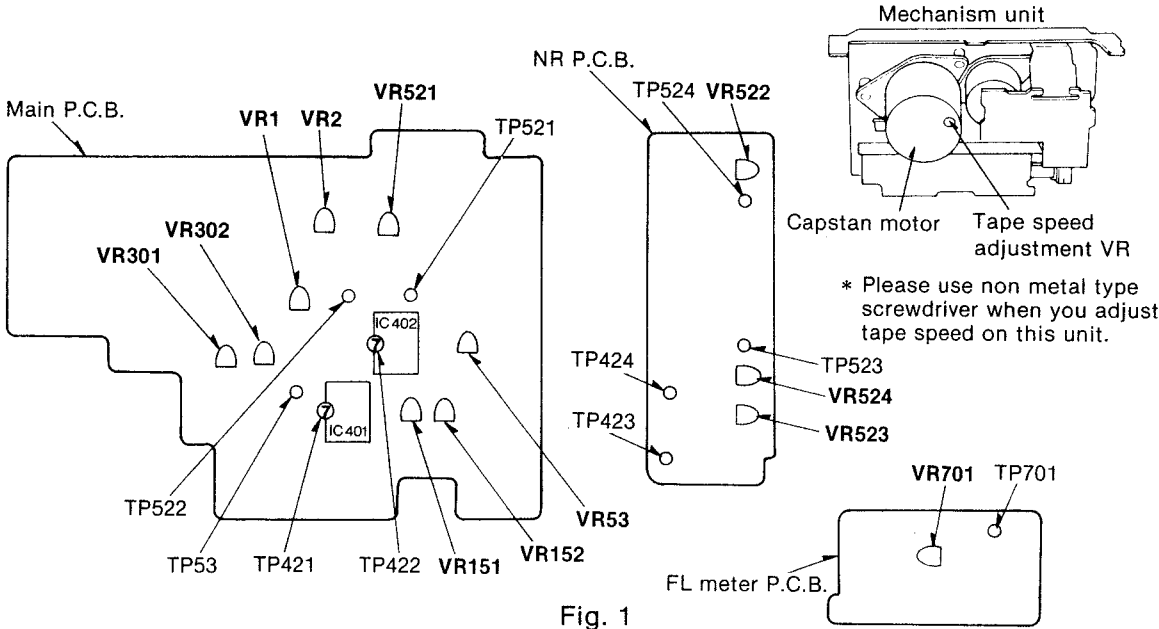 Mechanism unit
NR P.C.B.
TP524 VR522
Main P.C.B.
VR1
VR2
VR521
TP521
VR302
VR301
Capstan motor
Tape speed
adjustment VR
* Please use non metal type
screwdriver when you adjust
tape speed on this unit.
IC402
7
7
IC401
TP424
TP423
TP523
VR524
VR523
TP522
TP53
TP421
TP422
VR151
VR152
VR53
VR701
TP701
FL meter P.C.B.
Fig. 1